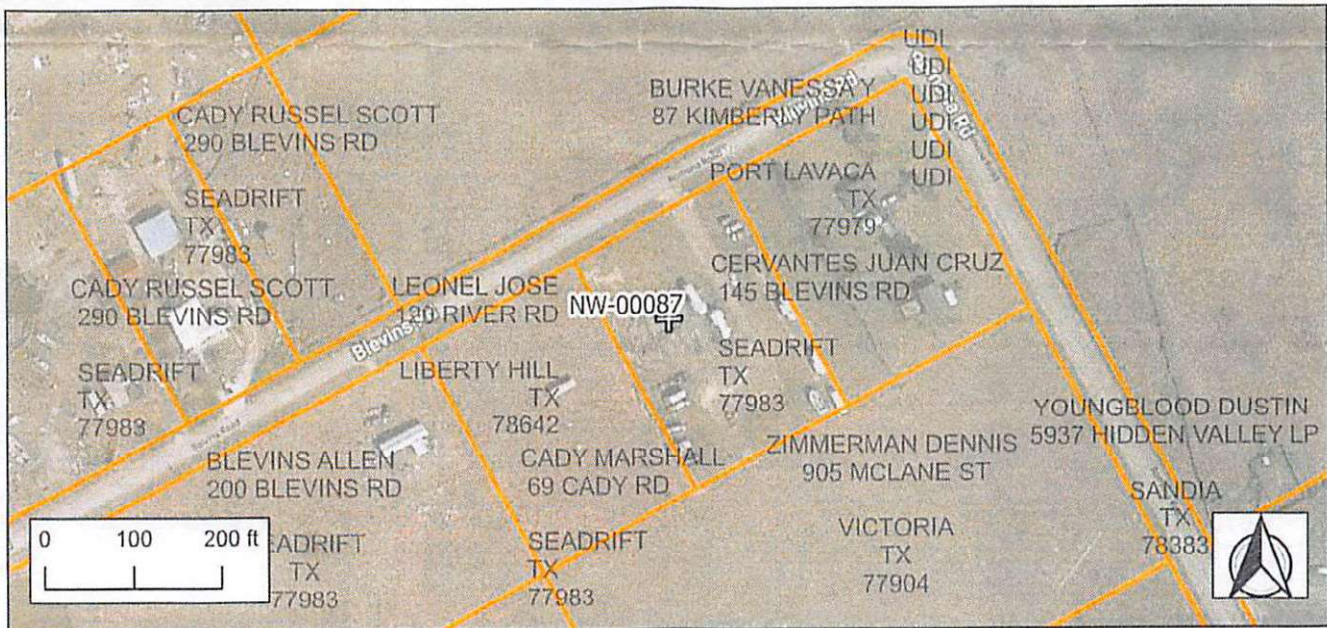 UDI
UDI
UDI
UDI
UDI
UDI
BURKE VANESSA Y
87 KIMBERLY PATH
PORT LAVACA
TX
77979
CADY RUSSEL SCOTT
290 BLEVINS RD
SEADRIFT
TX
77983
CADY RUSSEL SCOTT
290 BLEVINS RD
SEADRIFT
TX
77983
LEONEL JOSE
120 RIVER RD
LIBERTY HILL
TX
78642
NW-00087
CERVANTES JUAN CRUZ
145 BLEVINS RD
SEADRIFT
TX
77983
Blevins
BLEVINS ALLEN
200 BLEVINS RD
EADRIFT
TX
77983
CADY MARSHALL
69 CADY RD
SEADRIFT
TX
77983
ZIMMERMAN DENNIS
905 MCLANE ST
VICTORIA
TX
77904
YOUNGBLOOD DUSTIN
5937 HIDDEN VALLEY LP
SANDIA
TX
78383
0 100 200 ft